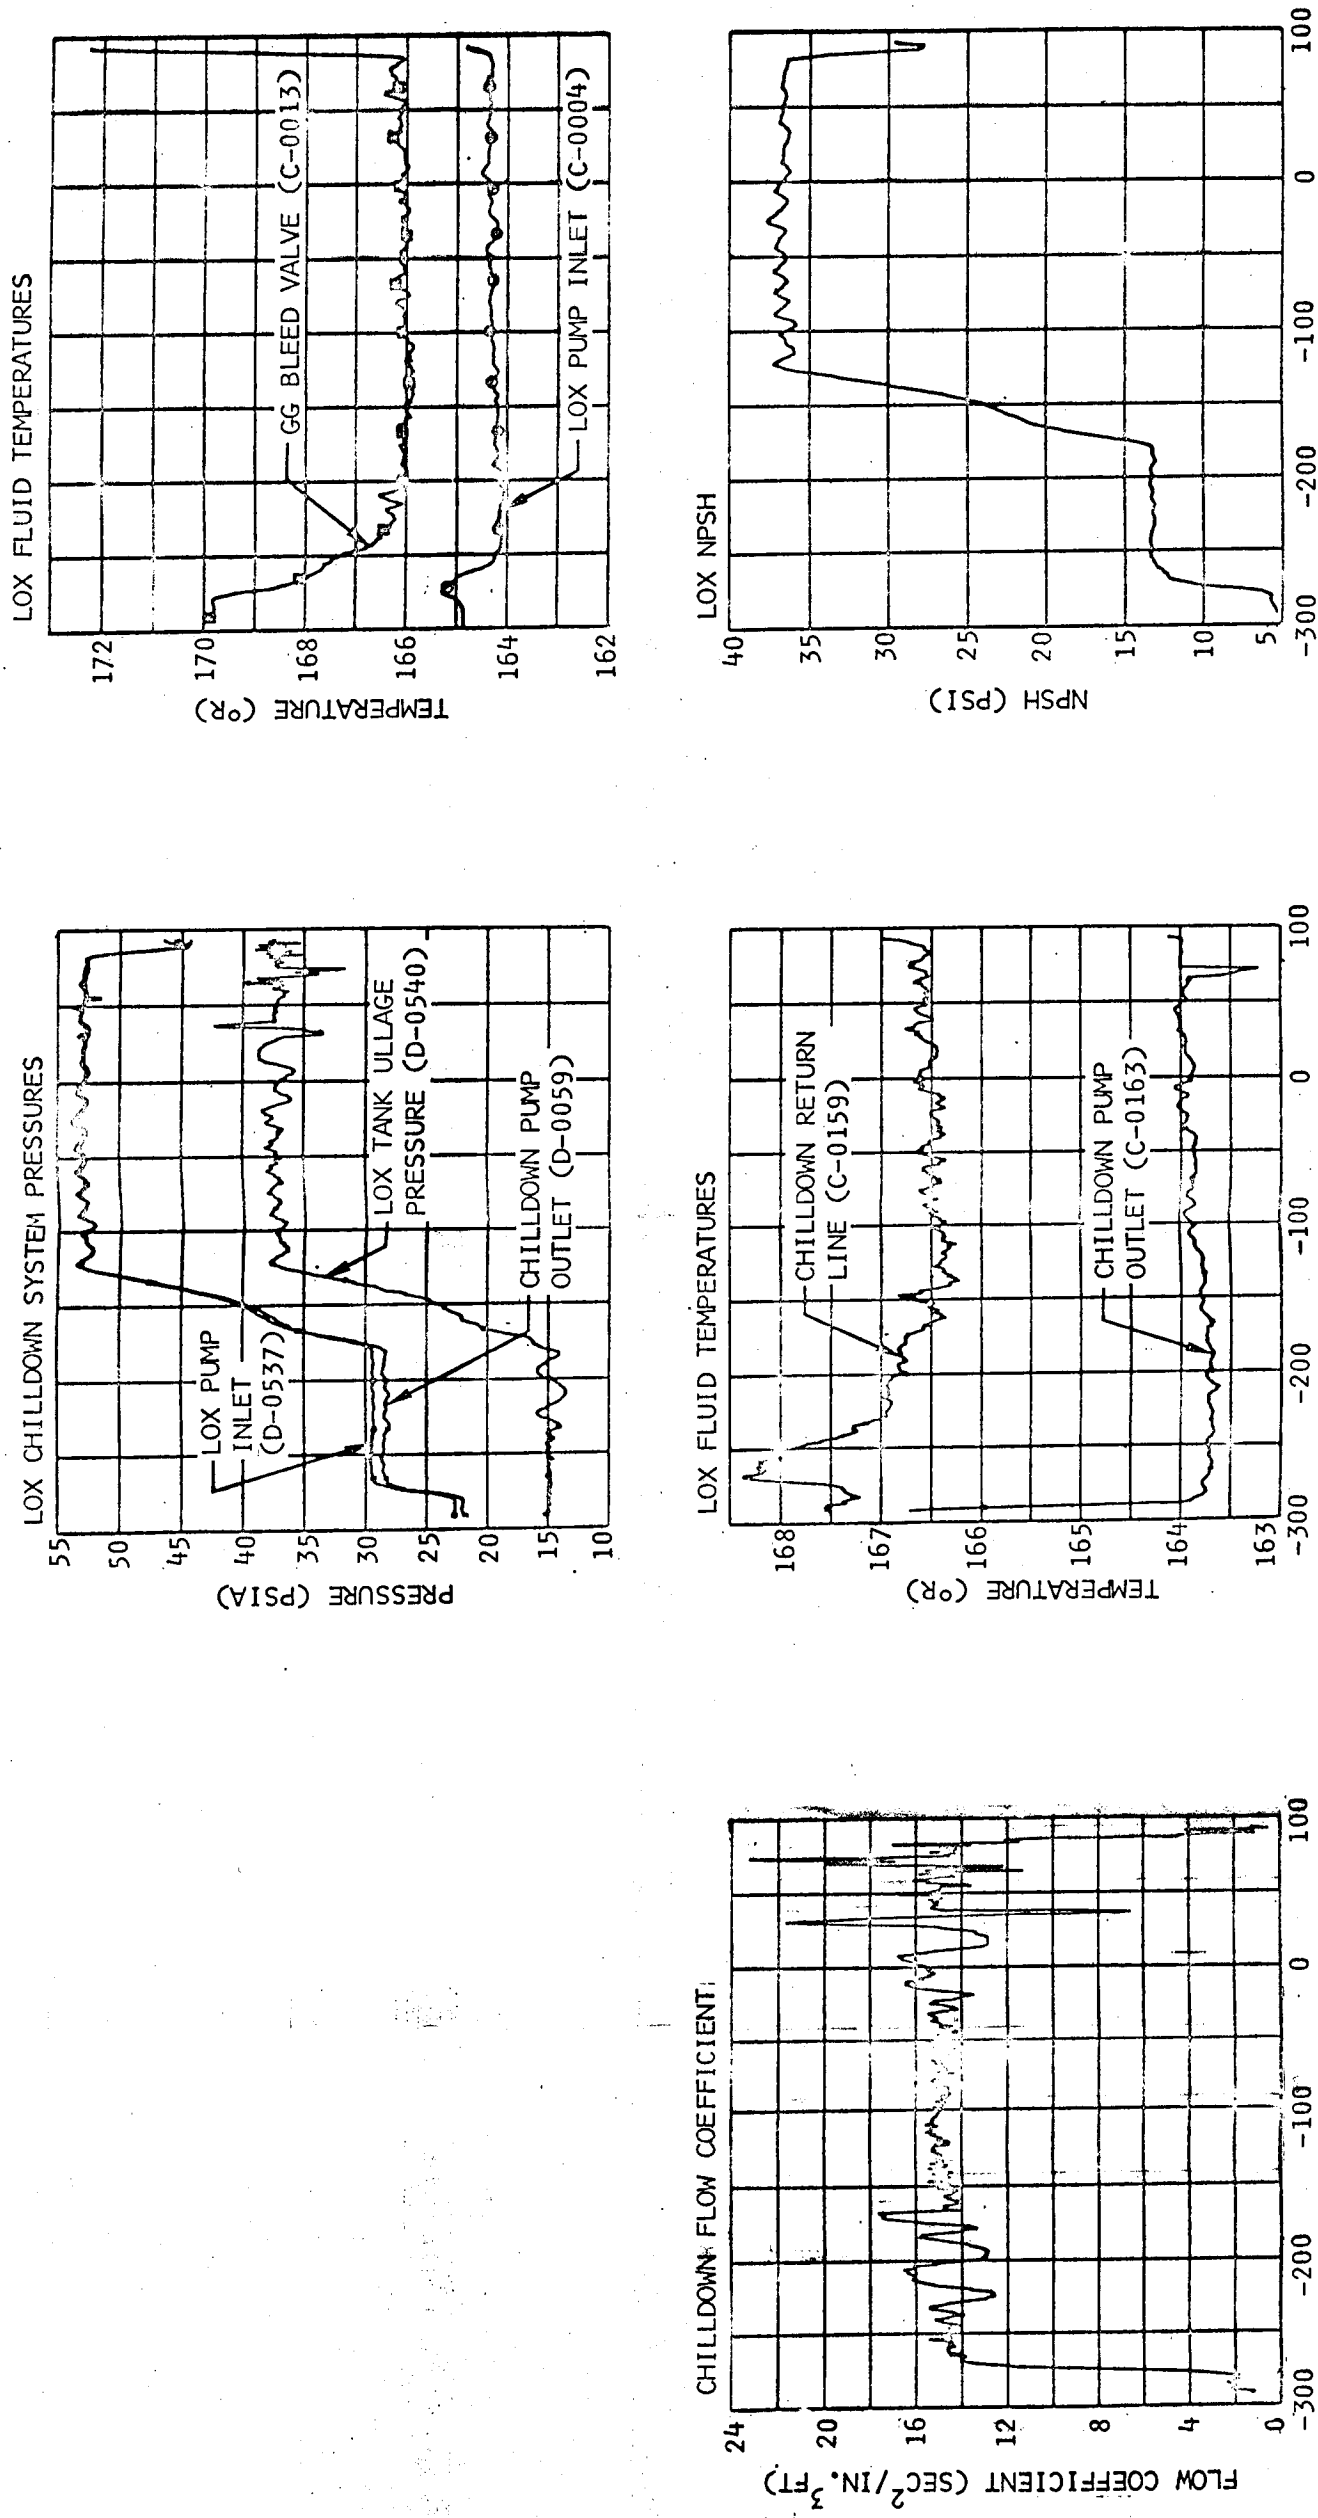 LOX CHILLDOWN SYSTEM PRESSURES
PRESSURE (PSIA)
55
50
45
40
35
30
25
20
15
10
LOX PUMP
INLET
(D-0537)
LOX TANK ULLAGE
PRESSURE (D-0540)
CHILLDOWN PUMP
OUTLET (D-0059)
LOX FLUID TEMPERATURES
TEMPERATURE (°R)
172
170
168
166
164
162
GG BLEED VALVE (C-0013)
LOX PUMP INLET (C-0004)
CHILLDOWN FLOW COEFFICIENT
FLOW COEFFICIENT (SEC²/IN.³FT)
24
20
16
12
8
4
0
-300
-200
-100
0
100
LOX FLUID TEMPERATURES
TEMPERATURE (°R)
168
167
166
165
164
163
CHILLDOWN RETURN
LINE (C-0159)
CHILLDOWN PUMP
OUTLET (C-0163)
-300
-200
-100
0
100
LOX NPSH
NPSH (PSI)
40
35
30
25
20
15
10
5
-300
-200
-100
0
100